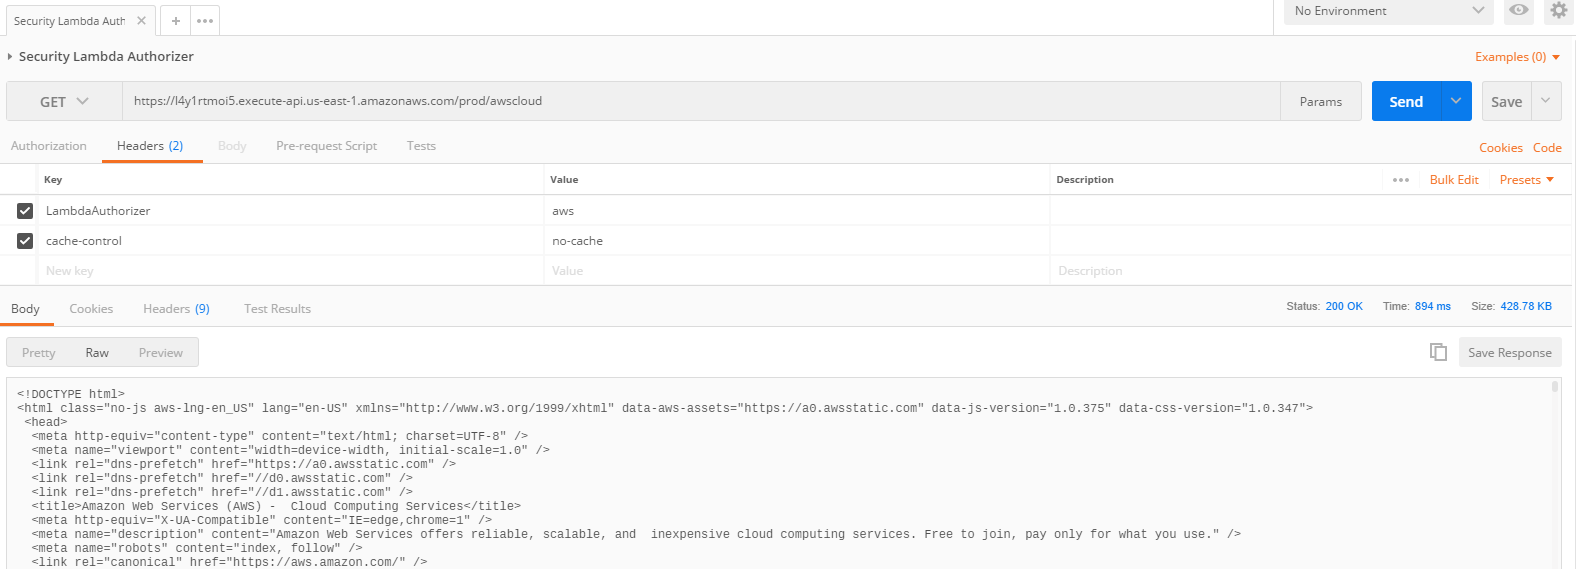 Security Lambda Auth
No Environment
Security Lambda Authorizer
Examples (0)
GET
https://l4y1rtmoi5.execute-api.us-east-1.amazonaws.com/prod/awscloud
Params
Send
Save
Authorization
Headers (2)
Body
Pre-request Script
Tests
Cookies
Code
Key
Value
Description
Bulk Edit
Presets
LambdaAuthorizer
aws
cache-control
no-cache
New key
Value
Description
Body
Cookies
Headers (9)
Test Results
Status: 200 OK
Time: 894 ms
Size: 428.78 KB
Pretty
Raw
Preview
Save Response
<!DOCTYPE html>
<html class="no-js aws-lng-en_US" lang="en-US" xmlns="http://www.w3.org/1999/xhtml" data-aws-assets="https://a0.awsstatic.com" data-js-version="1.0.375" data-css-version="1.0.347">
<head>
<meta http-equiv="content-type" content="text/html; charset=UTF-8" />
<meta name="viewport" content="width=device-width, initial-scale=1.0" />
<link rel="dns-prefetch" href="https://a0.awsstatic.com" />
<link rel="dns-prefetch" href="//d0.awsstatic.com" />
<link rel="dns-prefetch" href="//d1.awsstatic.com" />
<title>Amazon Web Services (AWS) -  Cloud Computing Services</title>
<meta http-equiv="X-UA-Compatible" content="IE=edge,chrome=1" />
<meta name="description" content="Amazon Web Services offers reliable, scalable, and  inexpensive cloud computing services. Free to join, pay only for what you use." />
<meta name="robots" content="index, follow" />
<link rel="canonical" href="https://aws.amazon.com/" />